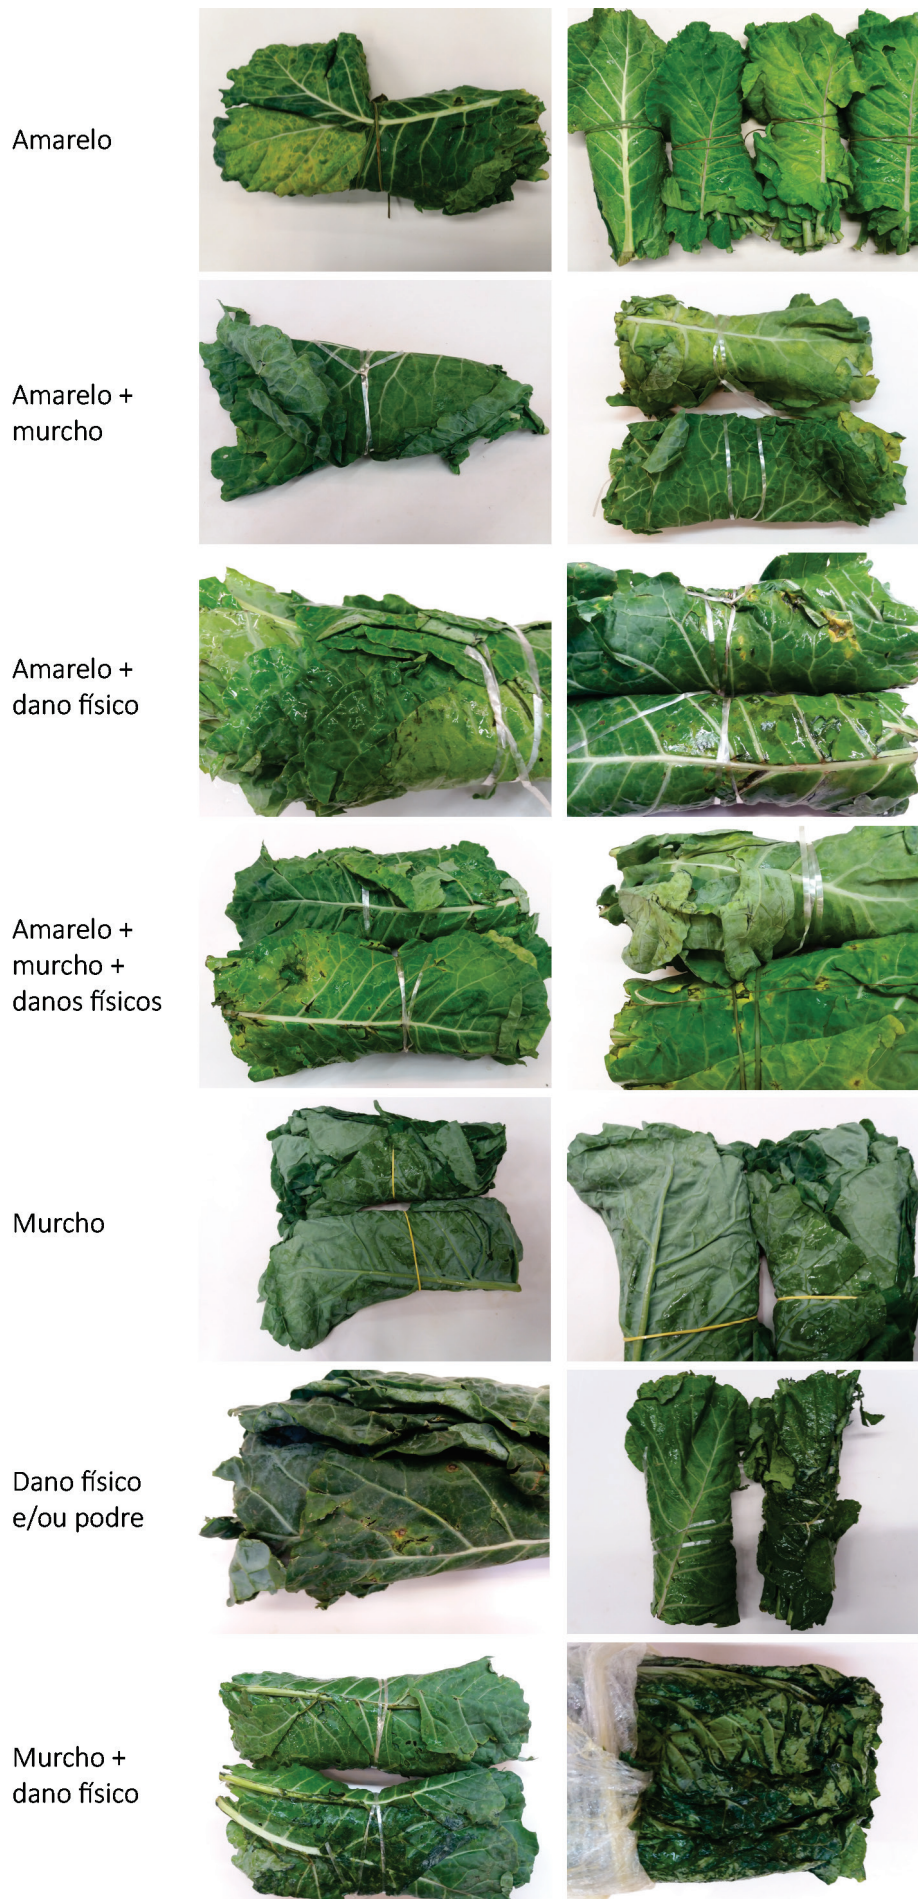 Amarelo
Amarelo +
murcho
Amarelo +
dano físico
Amarelo +
murcho +
danos físicos
Murcho
Dano físico
e/ou podre
Murcho +
dano físico